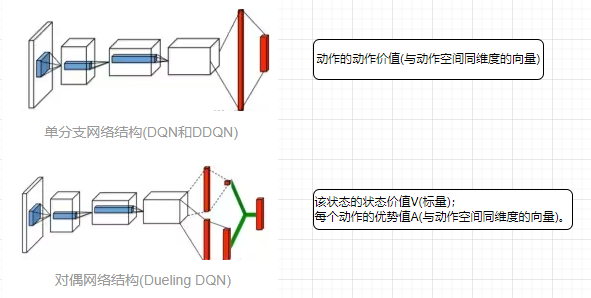 动作的动作价值(与动作空间同维度的向量)
单分支网络结构(DQN和DDQN)
该状态的状态价值V(标量);
每个动作的优势值A(与动作空间同维度的向量)。
对偶网络结构(Dueling DQN)